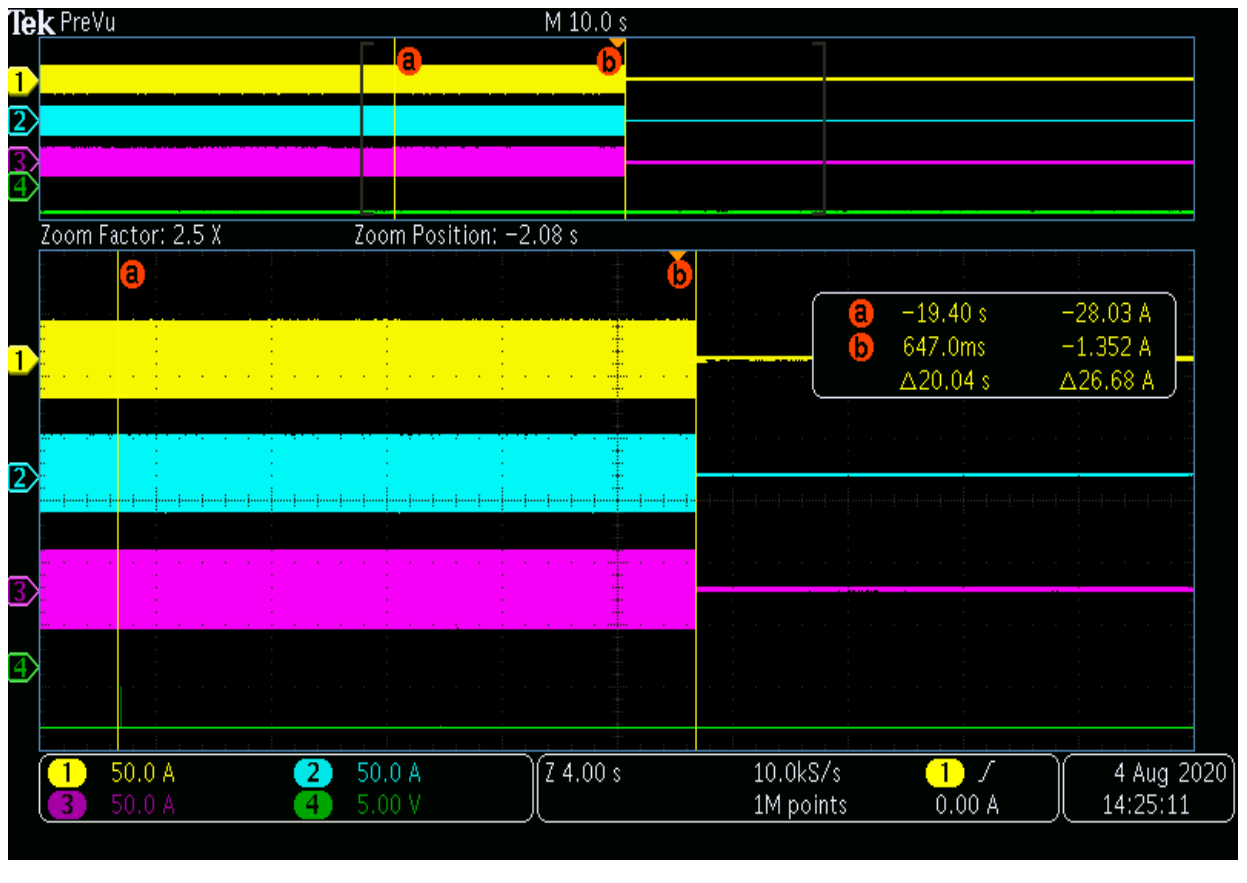 Tek PreVu M 10.0 s
a b
1
2
3
4
Zoom Factor: 2.5 X Zoom Position: −2.08 s
a b
a −19.40 s −28.03 A
b 647.0ms −1.352 A
Δ20.04 s Δ26.68 A
1
2
3
4
1 50.0 A 2 50.0 A Z 4.00 s 10.0kS/s 1 4 Aug 2020
3 50.0 A 4 5.00 V 1M points 0.00 A 14:25:11